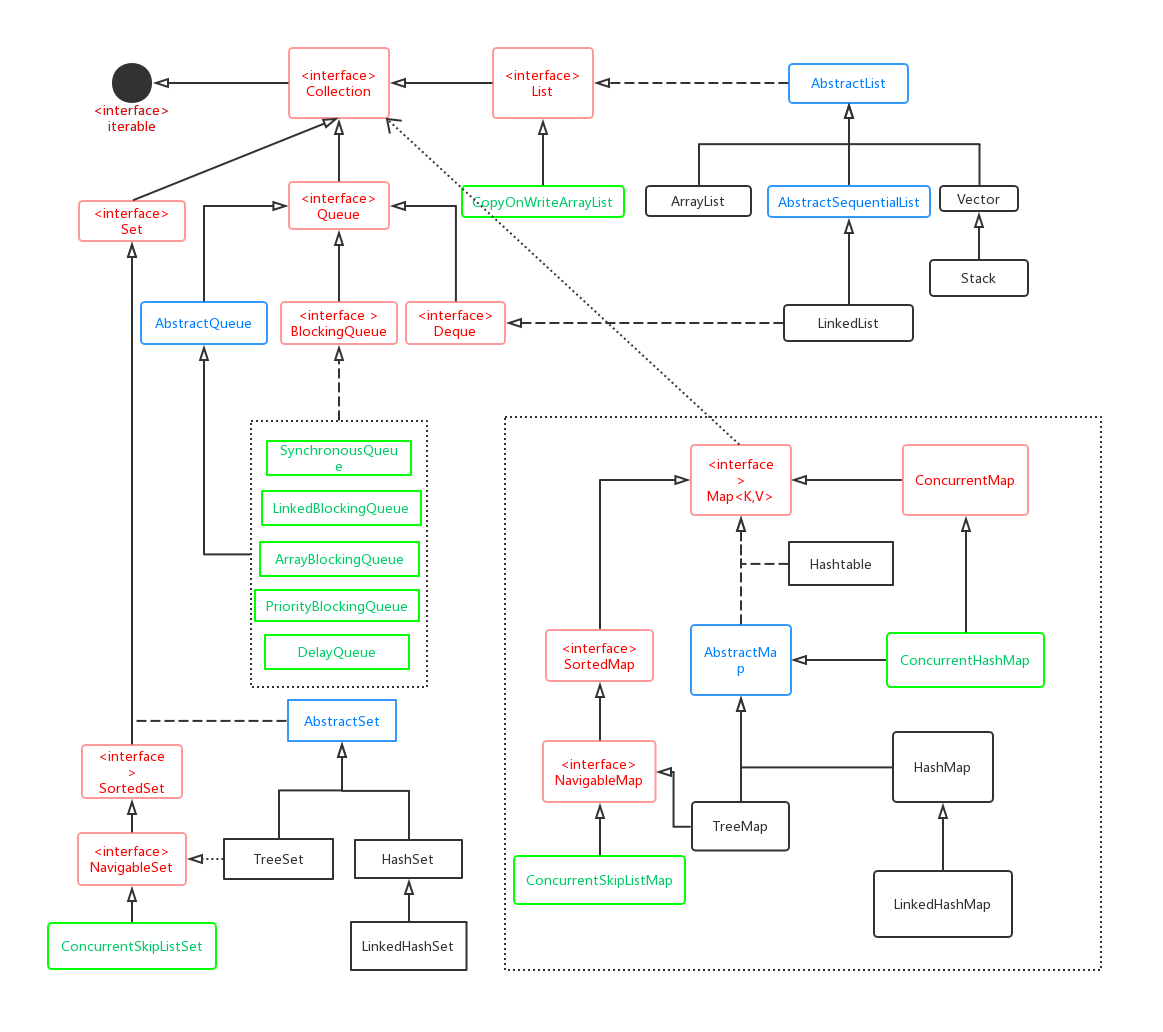 <interface>
Collection
<interface>
List
AbstractList
<interface>
iterable
<interface>
Set
<interface>
Queue
CopyOnWriteArrayList
ArrayList
AbstractSequentialList
Vector
Stack
AbstractQueue
<interface >
BlockingQueue
<interface>
Deque
LinkedList
SynchronousQueu
e
LinkedBlockingQueue
ArrayBlockingQueue
PriorityBlockingQueue
DelayQueue
<interface
>
Map<K,V>
ConcurrentMap
Hashtable
<interface>
SortedMap
AbstractMa
p
ConcurrentHashMap
AbstractSet
<interface
>
SortedSet
<interface>
NavigableMap
HashMap
TreeMap
<interface>
NavigableSet
TreeSet
HashSet
ConcurrentSkipListMap
LinkedHashMap
ConcurrentSkipListSet
LinkedHashSet